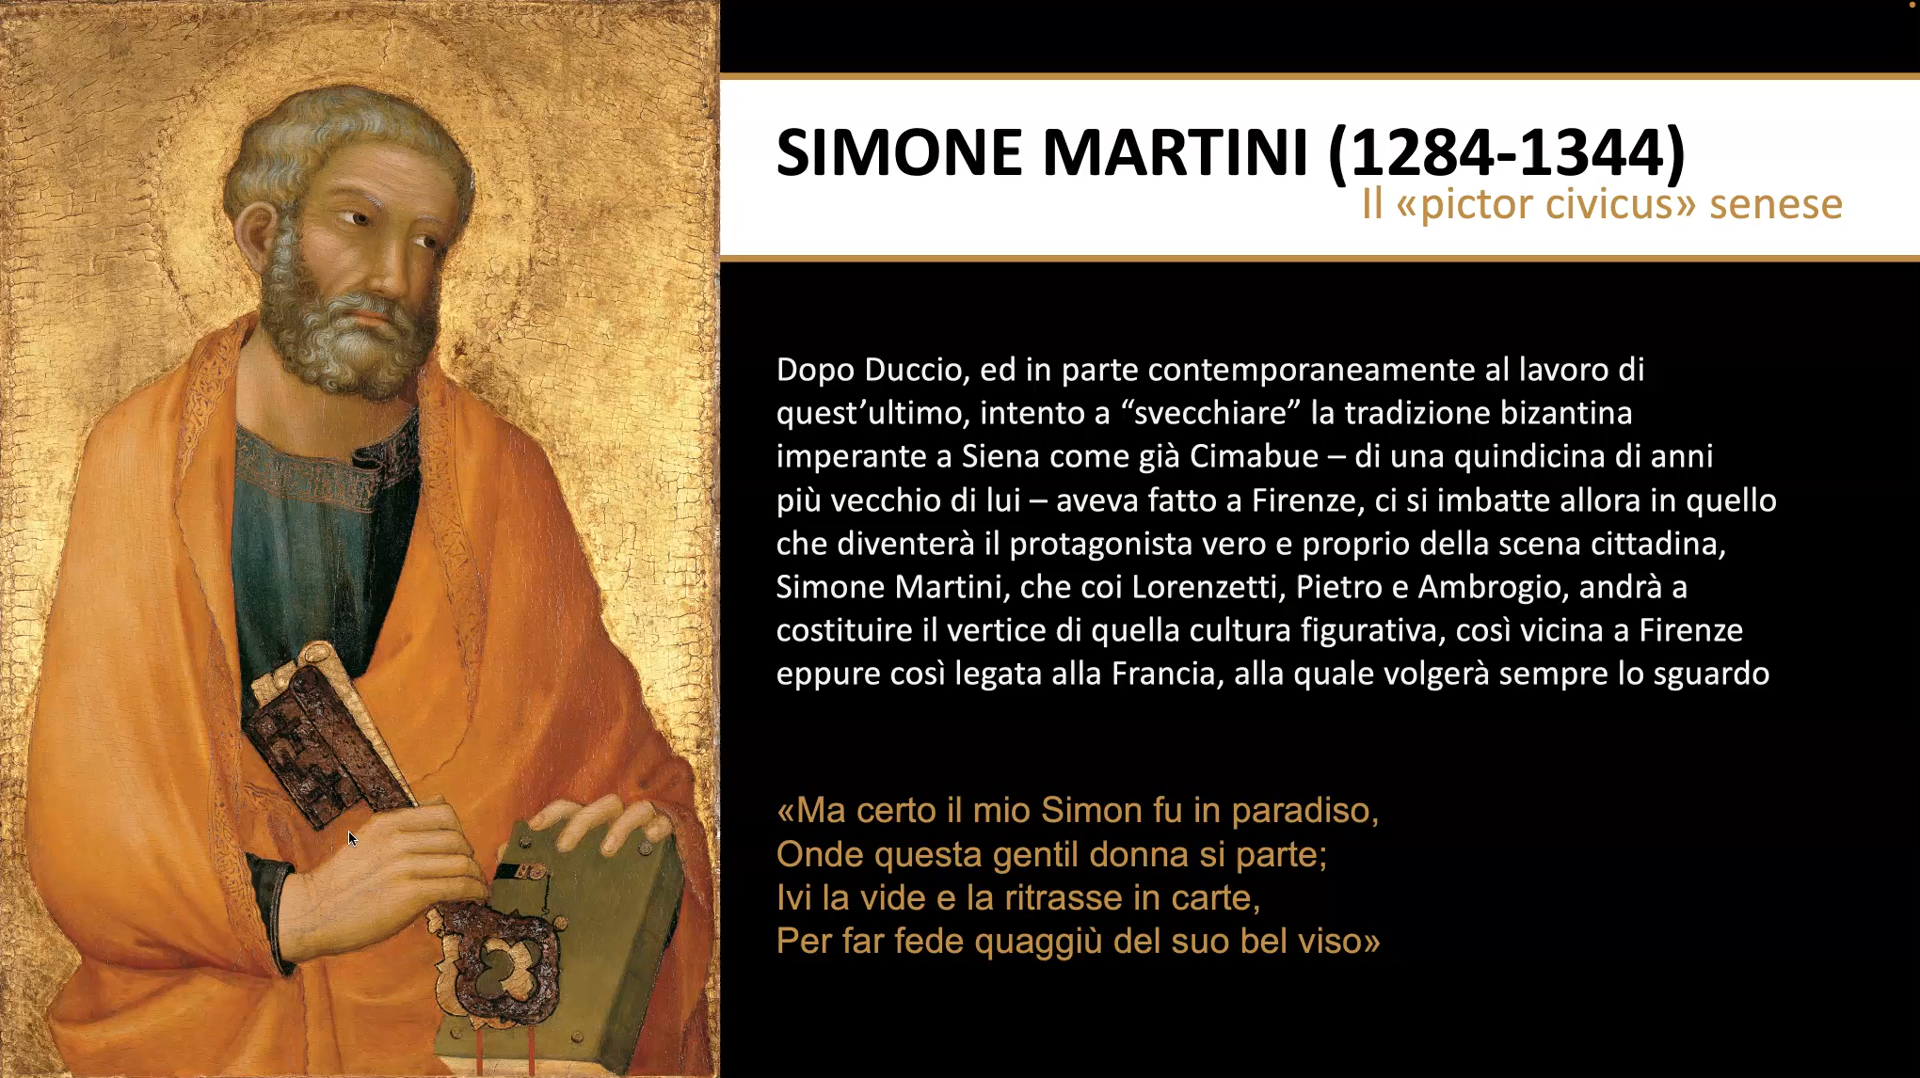 SIMONE MARTINI (1284-1344)
Il «pictor civicus» senese
Dopo Duccio, ed in parte contemporaneamente al lavoro di
quest’ultimo, intento a “svecchiare” la tradizione bizantina
imperante a Siena come già Cimabue – di una quindicina di anni
più vecchio di lui – aveva fatto a Firenze, ci si imbatte allora in quello
che diventerà il protagonista vero e proprio della scena cittadina,
Simone Martini, che coi Lorenzetti, Pietro e Ambrogio, andrà a
costituire il vertice di quella cultura figurativa, così vicina a Firenze
eppure così legata alla Francia, alla quale volgerà sempre lo sguardo
«Ma certo il mio Simon fu in paradiso,
Onde questa gentil donna si parte;
Ivi la vide e la ritrasse in carte,
Per far fede quaggiù del suo bel viso»